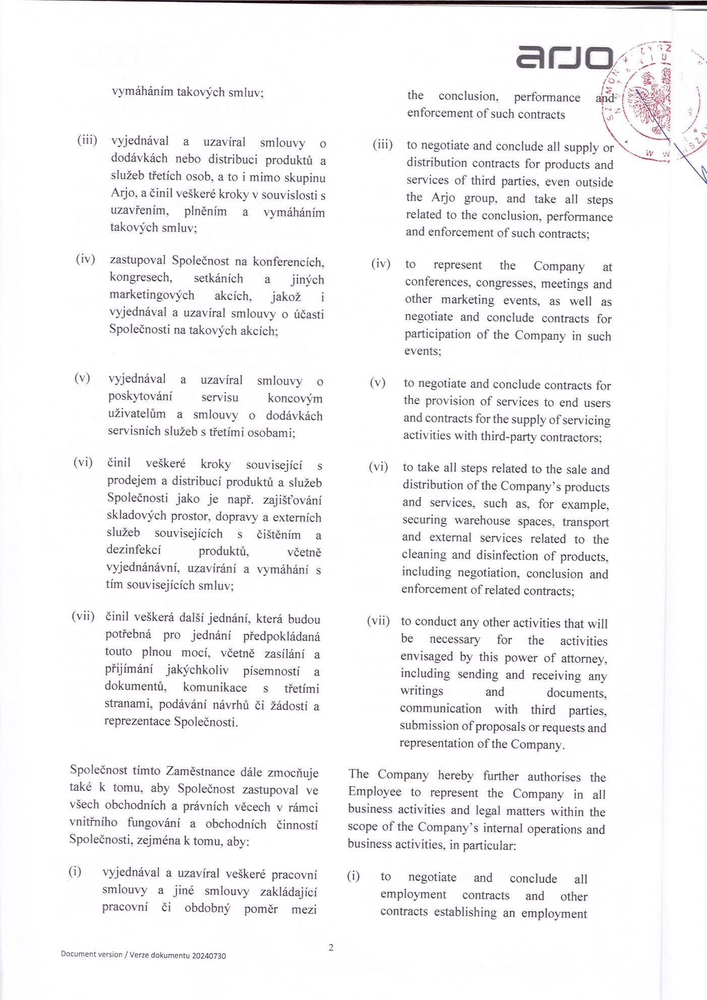 arjo
vymáháním takových smluv;
(iii) vyjednával a uzavíral smlouvy o
dodávkách nebo distribuci produktů a
služeb třetích osob, a to i mimo skupinu
Arjo, a činil veškeré kroky v souvislosti s
uzavřením, plněním a vymáháním
takových smluv;
(iv) zastupoval Společnost na konferencích,
kongresech, setkáních a jiných
marketingových akcích, jakož i
vyjednával a uzavíral smlouvy o účasti
Společnosti na takových akcích;
(v) vyjednával a uzavíral smlouvy o
poskytování servisu koncovým
uživatelům a smlouvy o dodávkách
servisních služeb s třetími osobami;
(vi) činil veškeré kroky související s
prodejem a distribucí produktů a služeb
Společnosti jako je např. zajišťování
skladových prostor, dopravy a externích
služeb souvisejících s čištěním a
dezinfekcí produktů, včetně
vyjednánávní, uzavírání a vymáhání s
tím souvisejících smluv;
(vii) činil veškerá další jednání, která budou
potřebná pro jednání předpokládaná
touto plnou mocí, včetně zasílání a
přijímání jakýchkoliv písemností a
dokumentů, komunikace s třetími
stranami, podávání návrhů či žádostí a
reprezentace Společnosti.
Společnost tímto Zaměstnance dále zmocňuje
také k tomu, aby Společnost zastupoval ve
všech obchodních a právních věcech v rámci
vnitřního fungování a obchodních činností
Společnosti, zejména k tomu, aby:
(i) vyjednával a uzavíral veškeré pracovní
smlouvy a jiné smlouvy zakládající
pracovní či obdobný poměr mezi
the conclusion, performance and
enforcement of such contracts
(iii) to negotiate and conclude all supply or
distribution contracts for products and
services of third parties, even outside
the Arjo group, and take all steps
related to the conclusion, performance
and enforcement of such contracts;
(iv) to represent the Company at
conferences, congresses, meetings and
other marketing events, as well as
negotiate and conclude contracts for
participation of the Company in such
events;
(v) to negotiate and conclude contracts for
the provision of services to end users
and contracts for the supply of servicing
activities with third-party contractors;
(vi) to take all steps related to the sale and
distribution of the Company's products
and services, such as, for example,
securing warehouse spaces, transport
and external services related to the
cleaning and disinfection of products,
including negotiation, conclusion and
enforcement of related contracts;
(vii) to conduct any other activities that will
be necessary for the activities
envisaged by this power of attorney,
including sending and receiving any
writings and documents,
communication with third parties,
submission of proposals or requests and
representation of the Company.
The Company hereby further authorises the
Employee to represent the Company in all
business activities and legal matters within the
scope of the Company's internal operations and
business activities, in particular:
(i) to negotiate and conclude all
employment contracts and other
contracts establishing an employment
2
Document version / Verze dokumentu 20240730